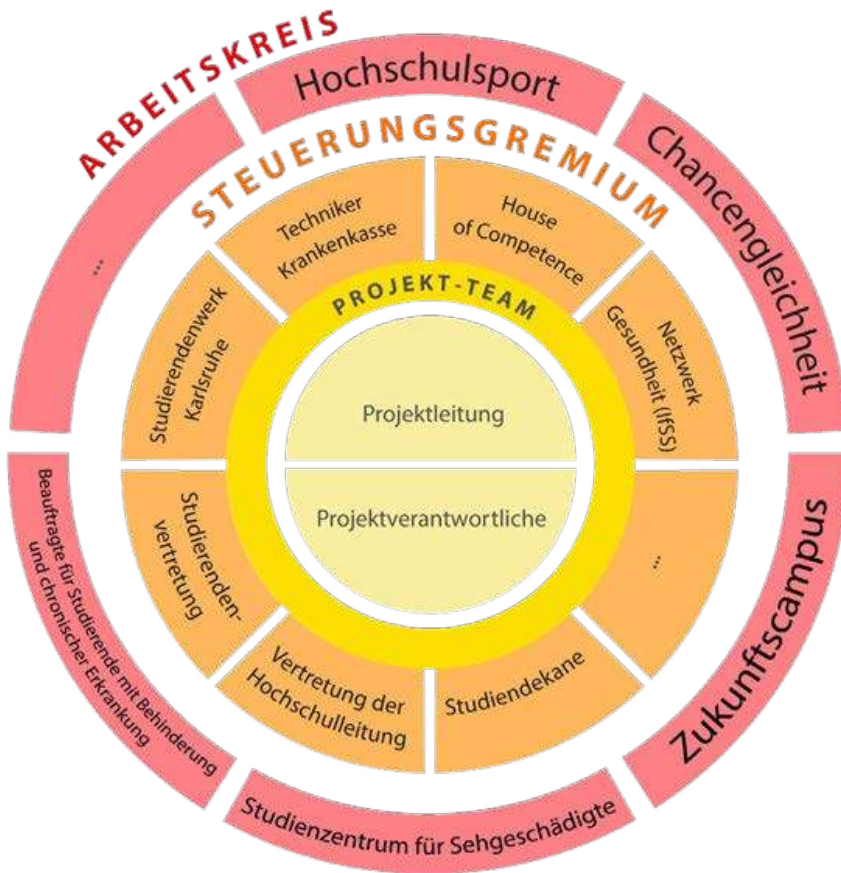 ARBEITSKREIS
Hochschulsport
Chancengleichheit
Zukunftscampus
Studienzentrum für Sehgeschädigte
Beauftragte für Studierende mit Behinderung
und chronischer Erkrankung
...
STEUERUNGSGREMIUM
Techniker
Krankenkasse
House
of Competence
Netzwerk
Gesundheit (IfSS)
...
Studiendekane
Vertretung der
Hochschulleitung
Studierenden-
vertretung
Studierendenwerk
Karlsruhe
PROJEKT-TEAM
Projektleitung
Projektverantwortliche